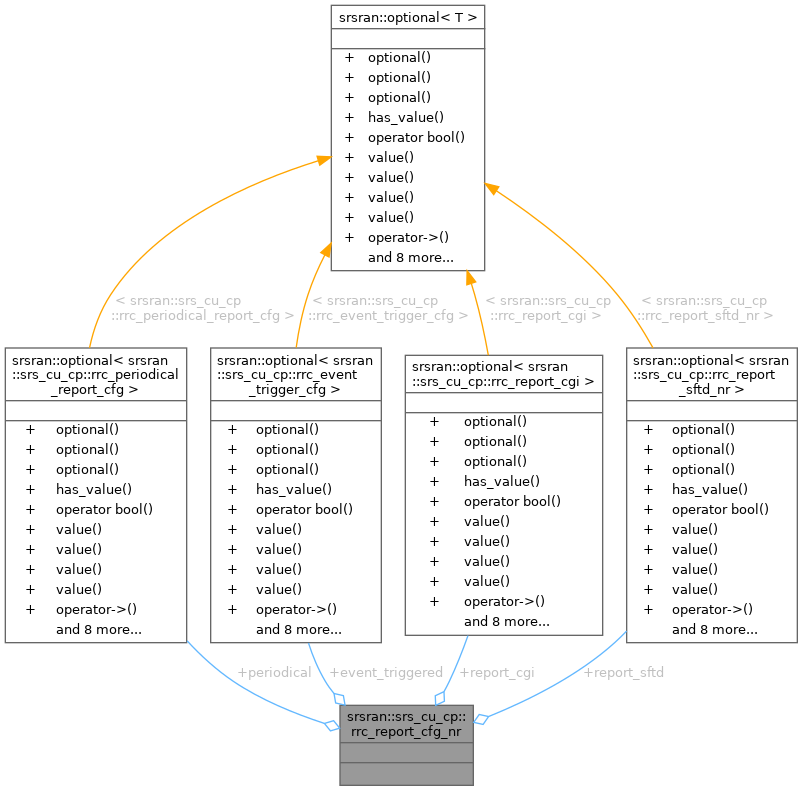 srsran::optional< T >
+ optional()
+ optional()
+ optional()
+ has_value()
+ operator bool()
+ value()
+ value()
+ value()
+ value()
+ operator->()
and 8 more...
< srsran::srs_cu_cp
::rrc_periodical_report_cfg >
< srsran::srs_cu_cp
::rrc_event_trigger_cfg >
< srsran::srs_cu_cp
::rrc_report_cgi >
< srsran::srs_cu_cp
::rrc_report_sftd_nr >
srsran::optional< srsran
::srs_cu_cp::rrc_periodical
_report_cfg >
+ optional()
+ optional()
+ optional()
+ has_value()
+ operator bool()
+ value()
+ value()
+ value()
+ value()
+ operator->()
and 8 more...
srsran::optional< srsran
::srs_cu_cp::rrc_event
_trigger_cfg >
+ optional()
+ optional()
+ optional()
+ has_value()
+ operator bool()
+ value()
+ value()
+ value()
+ value()
+ operator->()
and 8 more...
srsran::optional< srsran
::srs_cu_cp::rrc_report_cgi >
+ optional()
+ optional()
+ optional()
+ has_value()
+ operator bool()
+ value()
+ value()
+ value()
+ value()
+ operator->()
and 8 more...
srsran::optional< srsran
::srs_cu_cp::rrc_report
_sftd_nr >
+ optional()
+ optional()
+ optional()
+ has_value()
+ operator bool()
+ value()
+ value()
+ value()
+ value()
+ operator->()
and 8 more...
+periodical
+event_triggered
+report_cgi
+report_sftd
srsran::srs_cu_cp::
rrc_report_cfg_nr